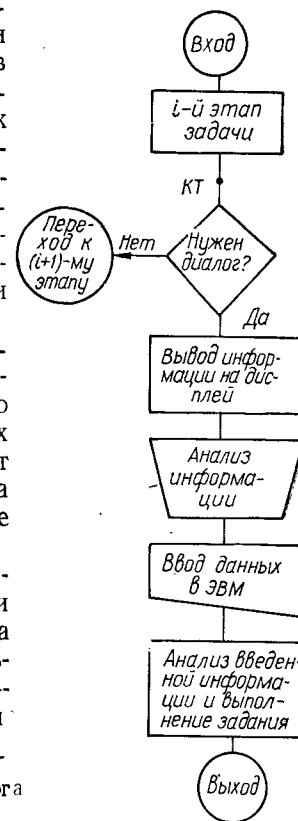 Вход
i-й этап
задачи
КТ
Пере-
ход к
(i+1)-му
этапу
Нет
Нужен
диалог?
Да
Вывод инфор-
мации на дис-
плей
Анализ
информа-
ции
Ввод данных
в ЭВМ
Анализ введен-
ной информа-
ции и выпол-
нение задания
Выход